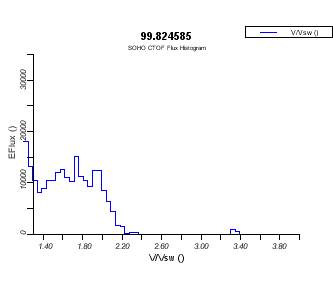 99.824585
V/Vsw ()
SOHO CTOF Flux Histogram
EFlux ()
30000
20000
10000
0
1.40 1.80 2.20 2.60 3.00 3.40 3.80
V/Vsw ()